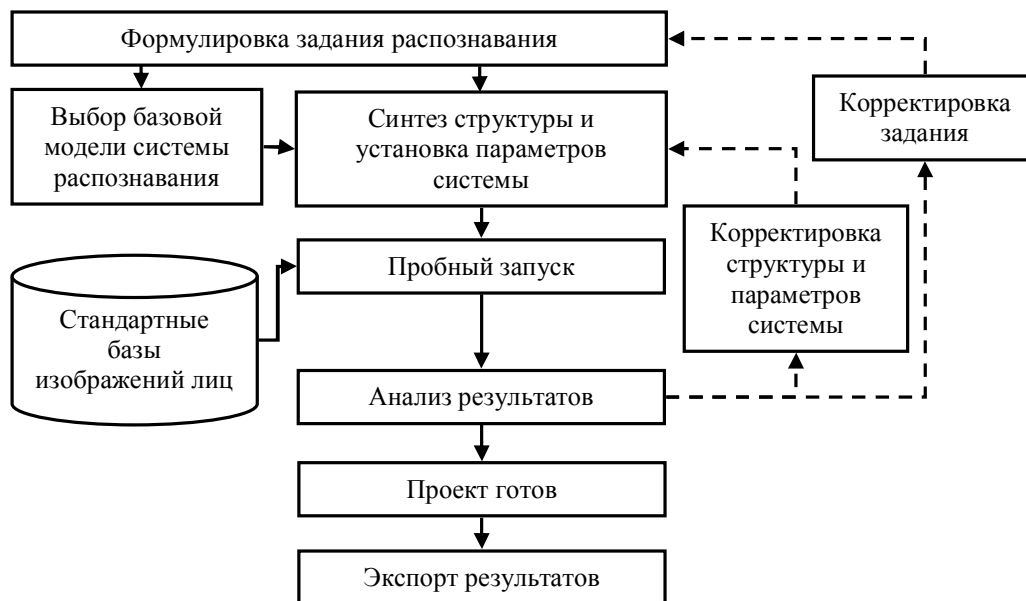 Формулировка задания распознавания
Выбор базовой
модели системы
распознавания
Синтез структуры и
установка параметров
системы
Корректировка
задания
Пробный запуск
Корректировка
структуры и
параметров
системы
Стандартные
базы
изображений лиц
Анализ результатов
Проект готов
Экспорт результатов